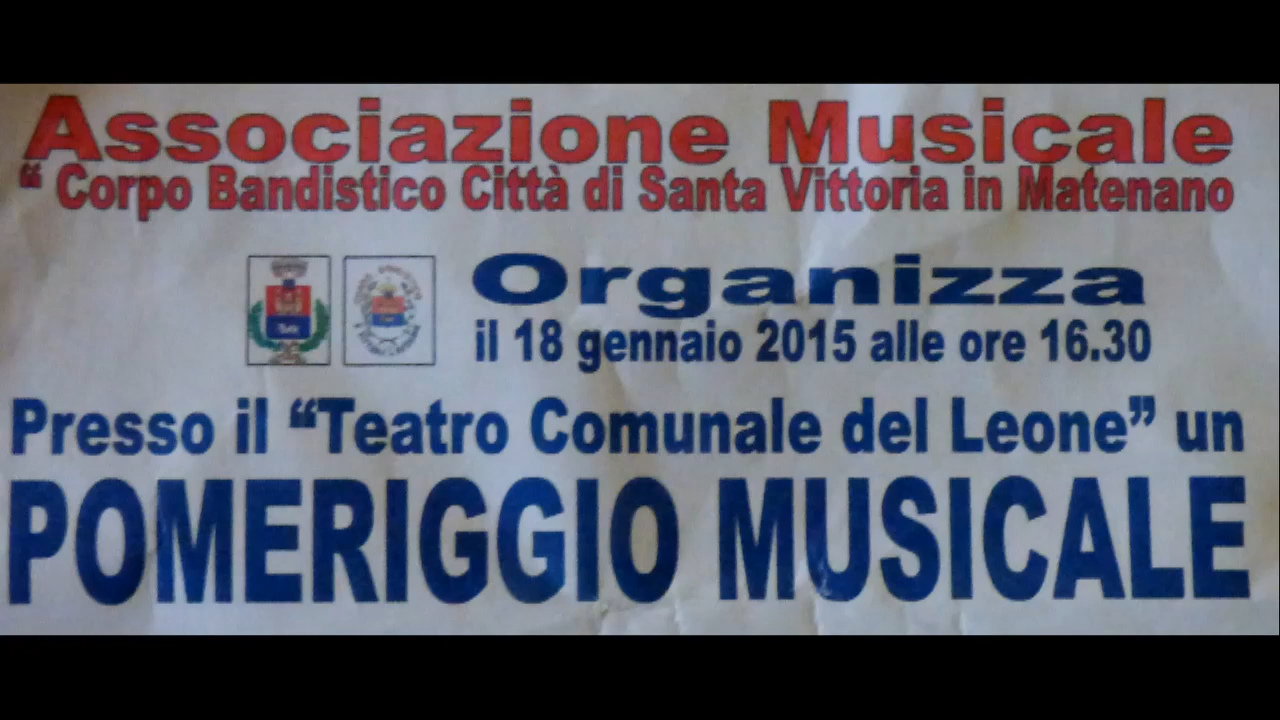 Associazione Musicale
“ Corpo Bandistico Città di Santa Vittoria in Matenano
Organizza
il 18 gennaio 2015 alle ore 16.30
Presso il “Teatro Comunale del Leone” un
POMERIGGIO MUSICALE